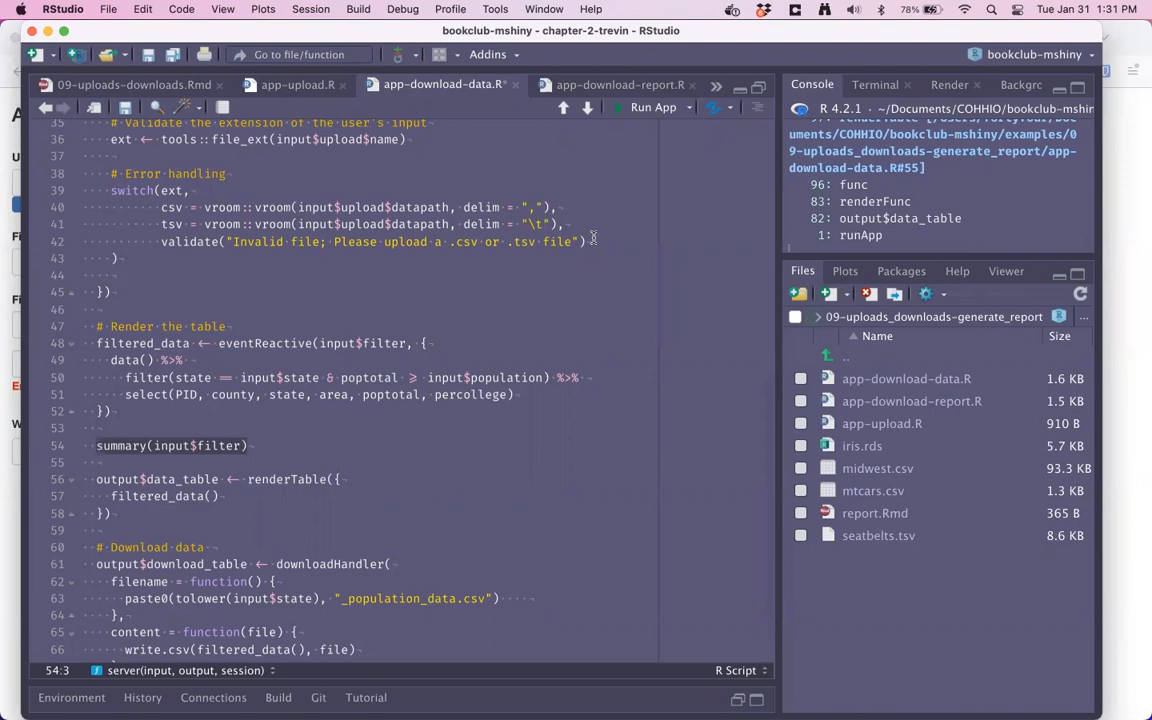 RStudio File Edit Code View Plots Session Build Debug Profile Tools Window Help 78% Tue Jan 31 1:31 PM
bookclub-mshiny - chapter-2-trevin - RStudio
Go to file/function Addins bookclub-mshiny
09-uploads-downloads.Rmd app-upload.R app-download-data.R* app-download-report.R Console Terminal Render Backgrc
Run App R 4.2.1 · ~/Documents/COHHIO/bookclub-mshin
35 # Validate the extension of the user's input
36 ext ← tools::file_ext(input$upload$name)
37
38 # Error handling
39 switch(ext,
40 csv = vroom::vroom(input$upload$datapath, delim = ","),
41 tsv = vroom::vroom(input$upload$datapath, delim = "\t"),
42 validate("Invalid file; Please upload a .csv or .tsv file")
43 )
44
45 })
46
47 # Render the table
48 filtered_data ← eventReactive(input$filter, {
49 data() %>%
50 filter(state == input$state & poptotal ≥ input$population) %>%
51 select(PID, county, state, area, poptotal, percollege)
52 })
53
54 summary(input$filter)
55
56 output$data_table ← renderTable({
57 filtered_data()
58 })
59
60 # Download data
61 output$download_table ← downloadHandler(
62 filename = function() {
63 paste0(tolower(input$state), "_population_data.csv")
64 },
65 content = function(file) {
66 write.csv(filtered_data(), file)
54:3 server(input, output, session) R Script
Environment History Connections Build Git Tutorial
cuments/COHHIO/bookclub-mshiny/examples/0
9-uploads_downloads-generate_report/app-
download-data.R#55]
96: func
83: renderFunc
82: output$data_table
1: runApp
Files Plots Packages Help Viewer
09-uploads_downloads-generate_report ...
Name Size
..
app-download-data.R 1.6 KB
app-download-report.R 1.5 KB
app-upload.R 910 B
iris.rds 5.7 KB
midwest.csv 93.3 KB
mtcars.csv 1.3 KB
report.Rmd 365 B
seatbelts.tsv 8.6 KB